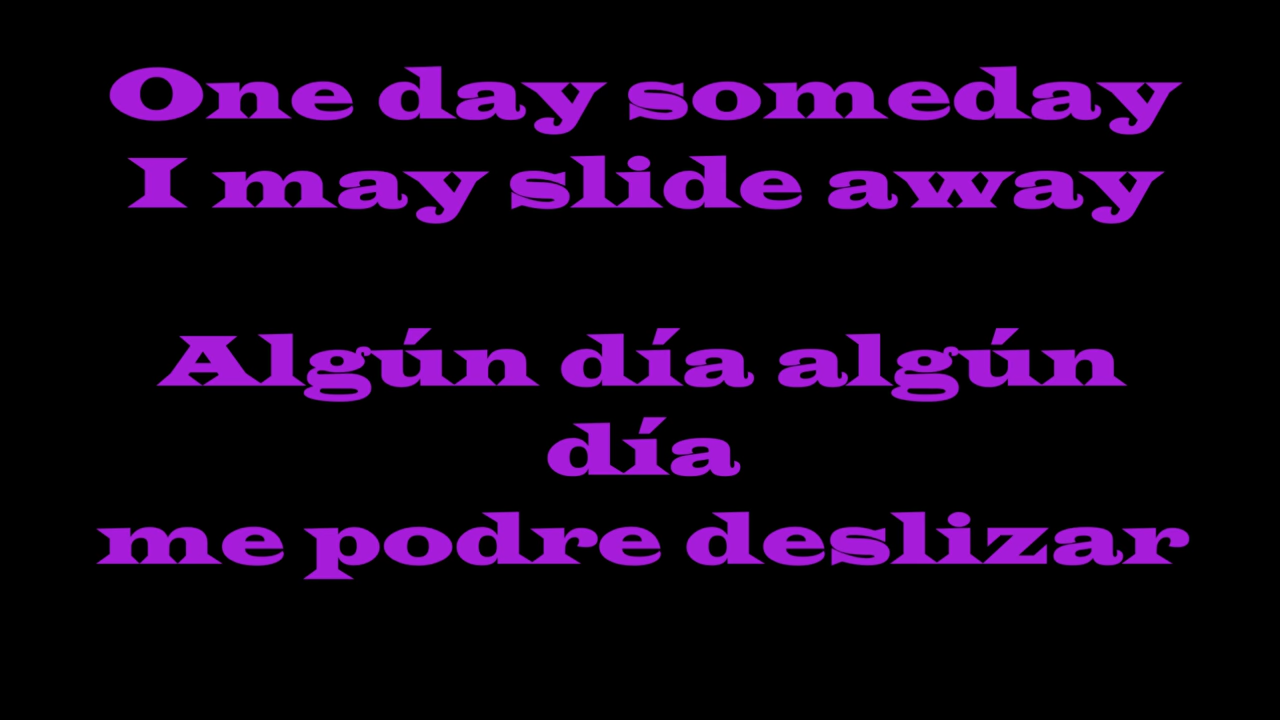 One day someday
I may slide away
Algún día algún
día
me podre deslizar